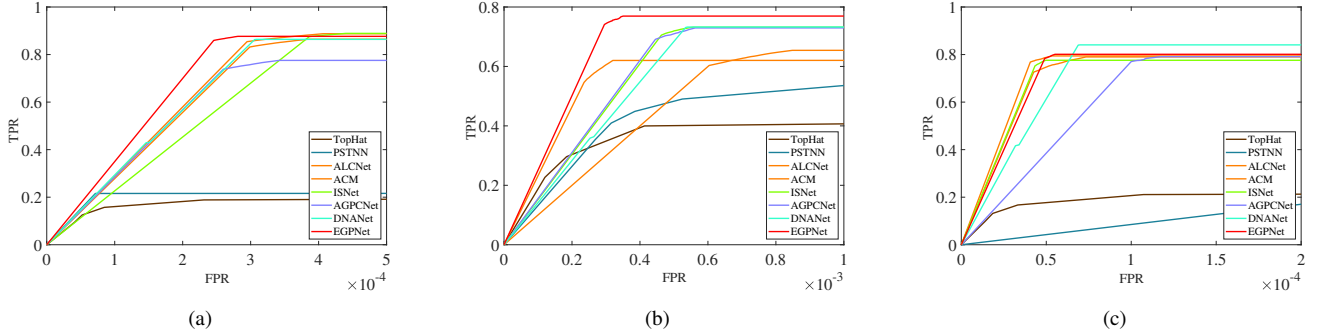 1
0.8
0.6
0.4
0.2
0
TPR
0 1 2 3 4 5
FPR
×10⁻⁴
TopHat
PSTNN
ALCNet
ACM
ISNet
AGPCNet
DNANet
EGPNet
(a)
0.8
0.6
0.4
0.2
0
TPR
0 0.2 0.4 0.6 0.8 1
FPR
×10⁻³
TopHat
PSTNN
ALCNet
ACM
ISNet
AGPCNet
DNANet
EGPNet
(b)
1
0.8
0.6
0.4
0.2
0
TPR
0 0.5 1 1.5 2
FPR
×10⁻⁴
TopHat
PSTNN
ALCNet
ACM
ISNet
AGPCNet
DNANet
EGPNet
(c)